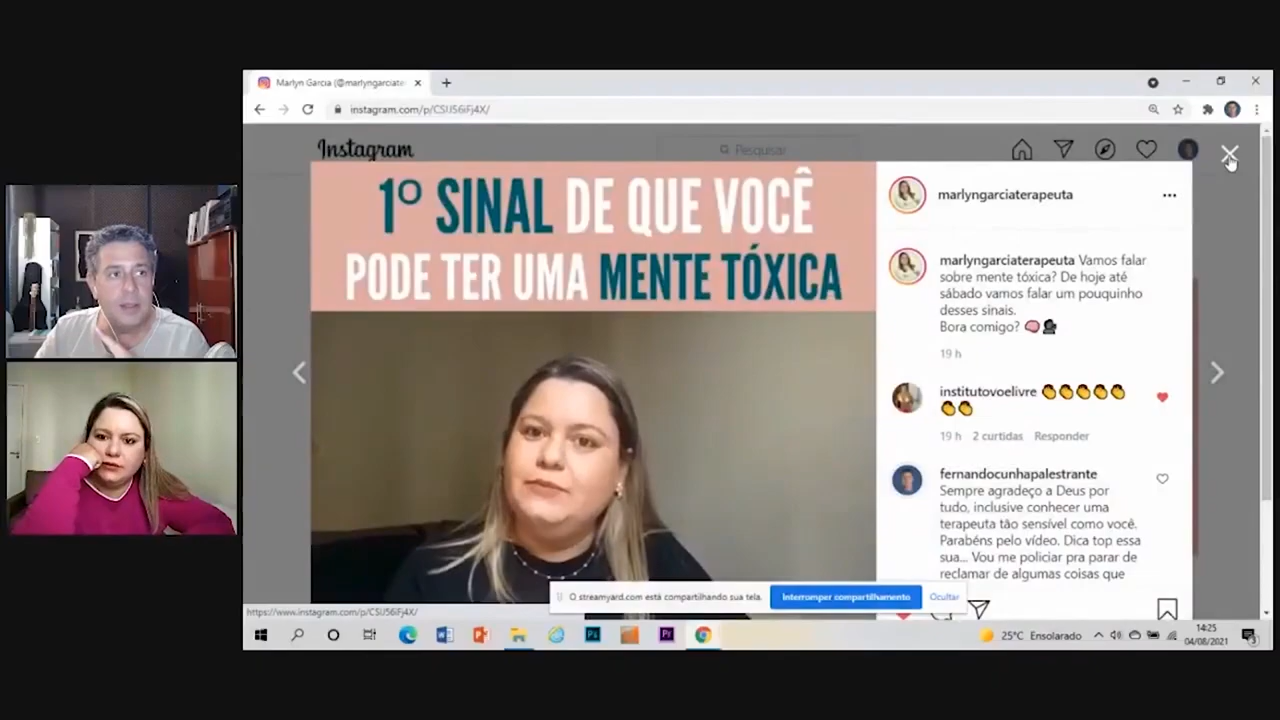 Marlyn Garcia (@marlyngarciate
Instagram
Pesquisar
1º SINAL DE QUE VOCÊ
PODE TER UMA MENTE TÓXICA
marlyngarciaterapeuta
marlyngarciaterapeuta Vamos falar
sobre mente tóxica? De hoje até
sábado vamos falar um pouquinho
desses sinais.
Bora comigo?
19 h
institutovoelivre 👏👏👏👏👏
👏👏
19 h 2 curtidas Responder
fernandocunhapalestrante
Sempre agradeço a Deus por
tudo, inclusive conhecer uma
terapeuta tão sensível como você.
Parabéns pelo vídeo. Dica top essa
sua... Vou me policiar pra parar de
reclamar de algumas coisas que
O streamyard.com está compartilhando sua tela.
Interromper compartilhamento
Ocultar
25°C Ensolarado
14:25
04/08/2021